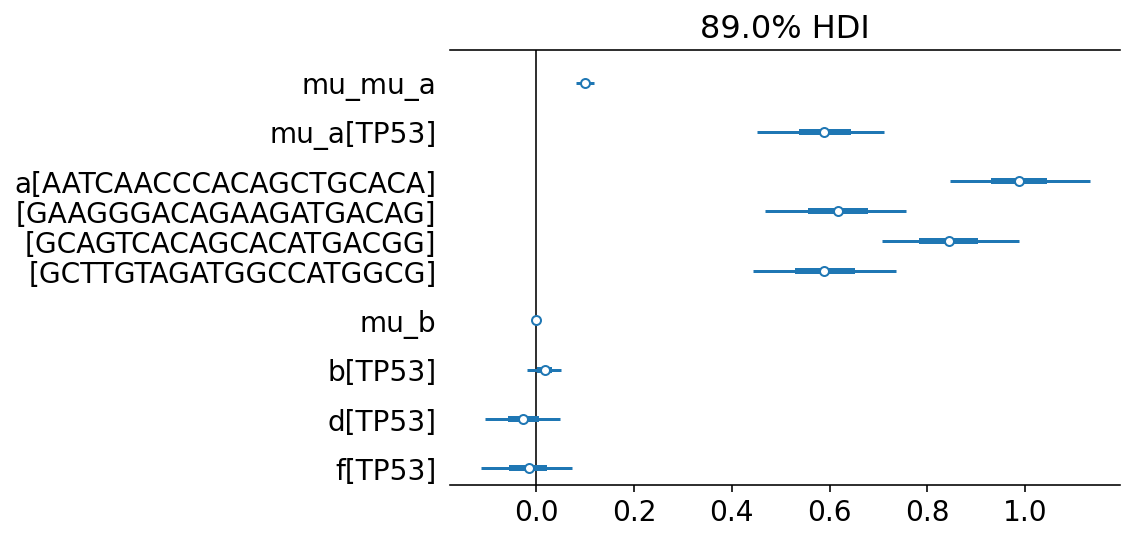 89.0% HDI
mu_mu_a
mu_a[TP53]
a[AATCAACCCACAGCTGCACA]
[GAAGGGACAGAAGATGACAG]
[GCAGTCACAGCACATGACGG]
[GCTTGTAGATGGCCATGGCG]
mu_b
b[TP53]
d[TP53]
f[TP53]
0.0 0.2 0.4 0.6 0.8 1.0